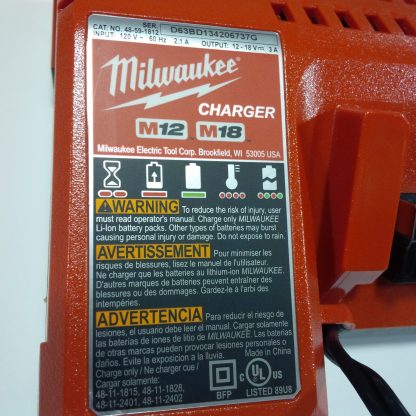 SER.
CAT. NO. 48-59-1812 D63BD134206737G
INPUT: 120 V~ 60 Hz 2.1 A OUTPUT: 12 - 18 V 3 A
Milwaukee
CHARGER
M12 M18
Milwaukee Electric Tool Corp. Brookfield, WI 53005 USA
WARNING To reduce the risk of injury, user
must read operator's manual. Charge only MILWAUKEE
Li-Ion battery packs. Other types of batteries may burst
causing personal injury or damage. Do not expose to rain.
AVERTISSEMENT Pour minimiser les
risques de blessures, lisez le manuel de l'utilisateur.
Ne charger que les batteries au lithium-ion MILWAUKEE.
D'autres marques de batteries peuvent entraîner des
blessures ou des dommages. Gardez-le à l'arbi des
intempéries.
ADVERTENCIA Para reducir el riesgo de
lesiones, el usuario debe leer el manual. Cargar solamente
las baterias de iones de litio de MILWAUKEE. Las baterías
de otras marcas pueden provocar lesiones personales o
daños. Evite la exposición a la lluvia.
Charge only / Ne charger cue /
Cargar solamente
48-11-1815, 48-11-1828,
48-11-2401, 48-11-2402
Made in China
BFP
C UL US
LISTED 89U8